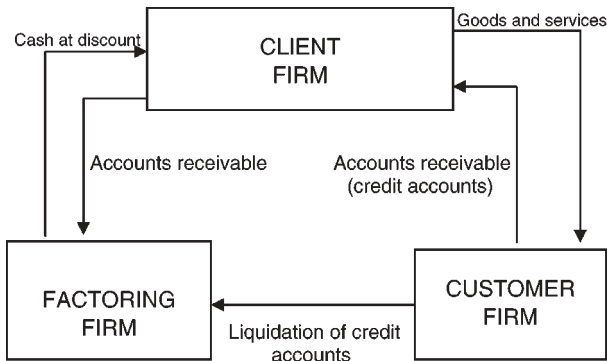 Cash at discount
CLIENT
FIRM
Goods and services
Accounts receivable
Accounts receivable
(credit accounts)
FACTORING
FIRM
CUSTOMER
FIRM
Liquidation of credit
accounts